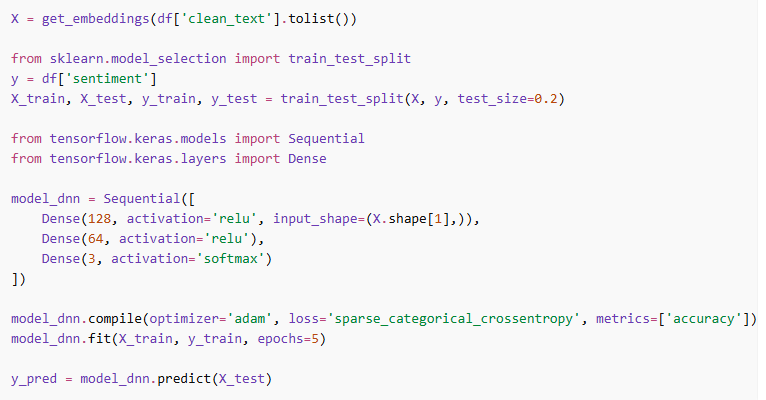 X = get_embeddings(df['clean_text'].tolist())

from sklearn.model_selection import train_test_split
y = df['sentiment']
X_train, X_test, y_train, y_test = train_test_split(X, y, test_size=0.2)

from tensorflow.keras.models import Sequential
from tensorflow.keras.layers import Dense

model_dnn = Sequential([
    Dense(128, activation='relu', input_shape=(X.shape[1],)),
    Dense(64, activation='relu'),
    Dense(3, activation='softmax')
])

model_dnn.compile(optimizer='adam', loss='sparse_categorical_crossentropy', metrics=['accuracy'])
model_dnn.fit(X_train, y_train, epochs=5)

y_pred = model_dnn.predict(X_test)